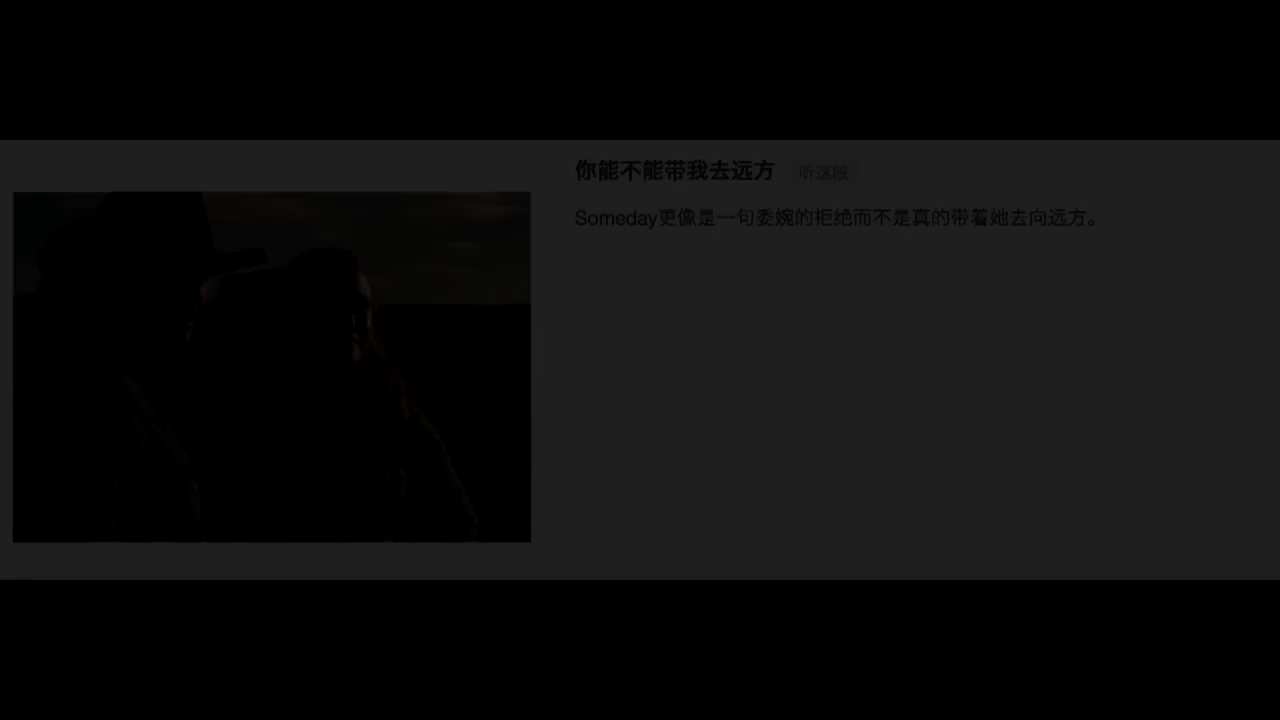 你能不能带我去远方 听这段
Someday更像是一句委婉的拒绝而不是真的带着她去向远方。